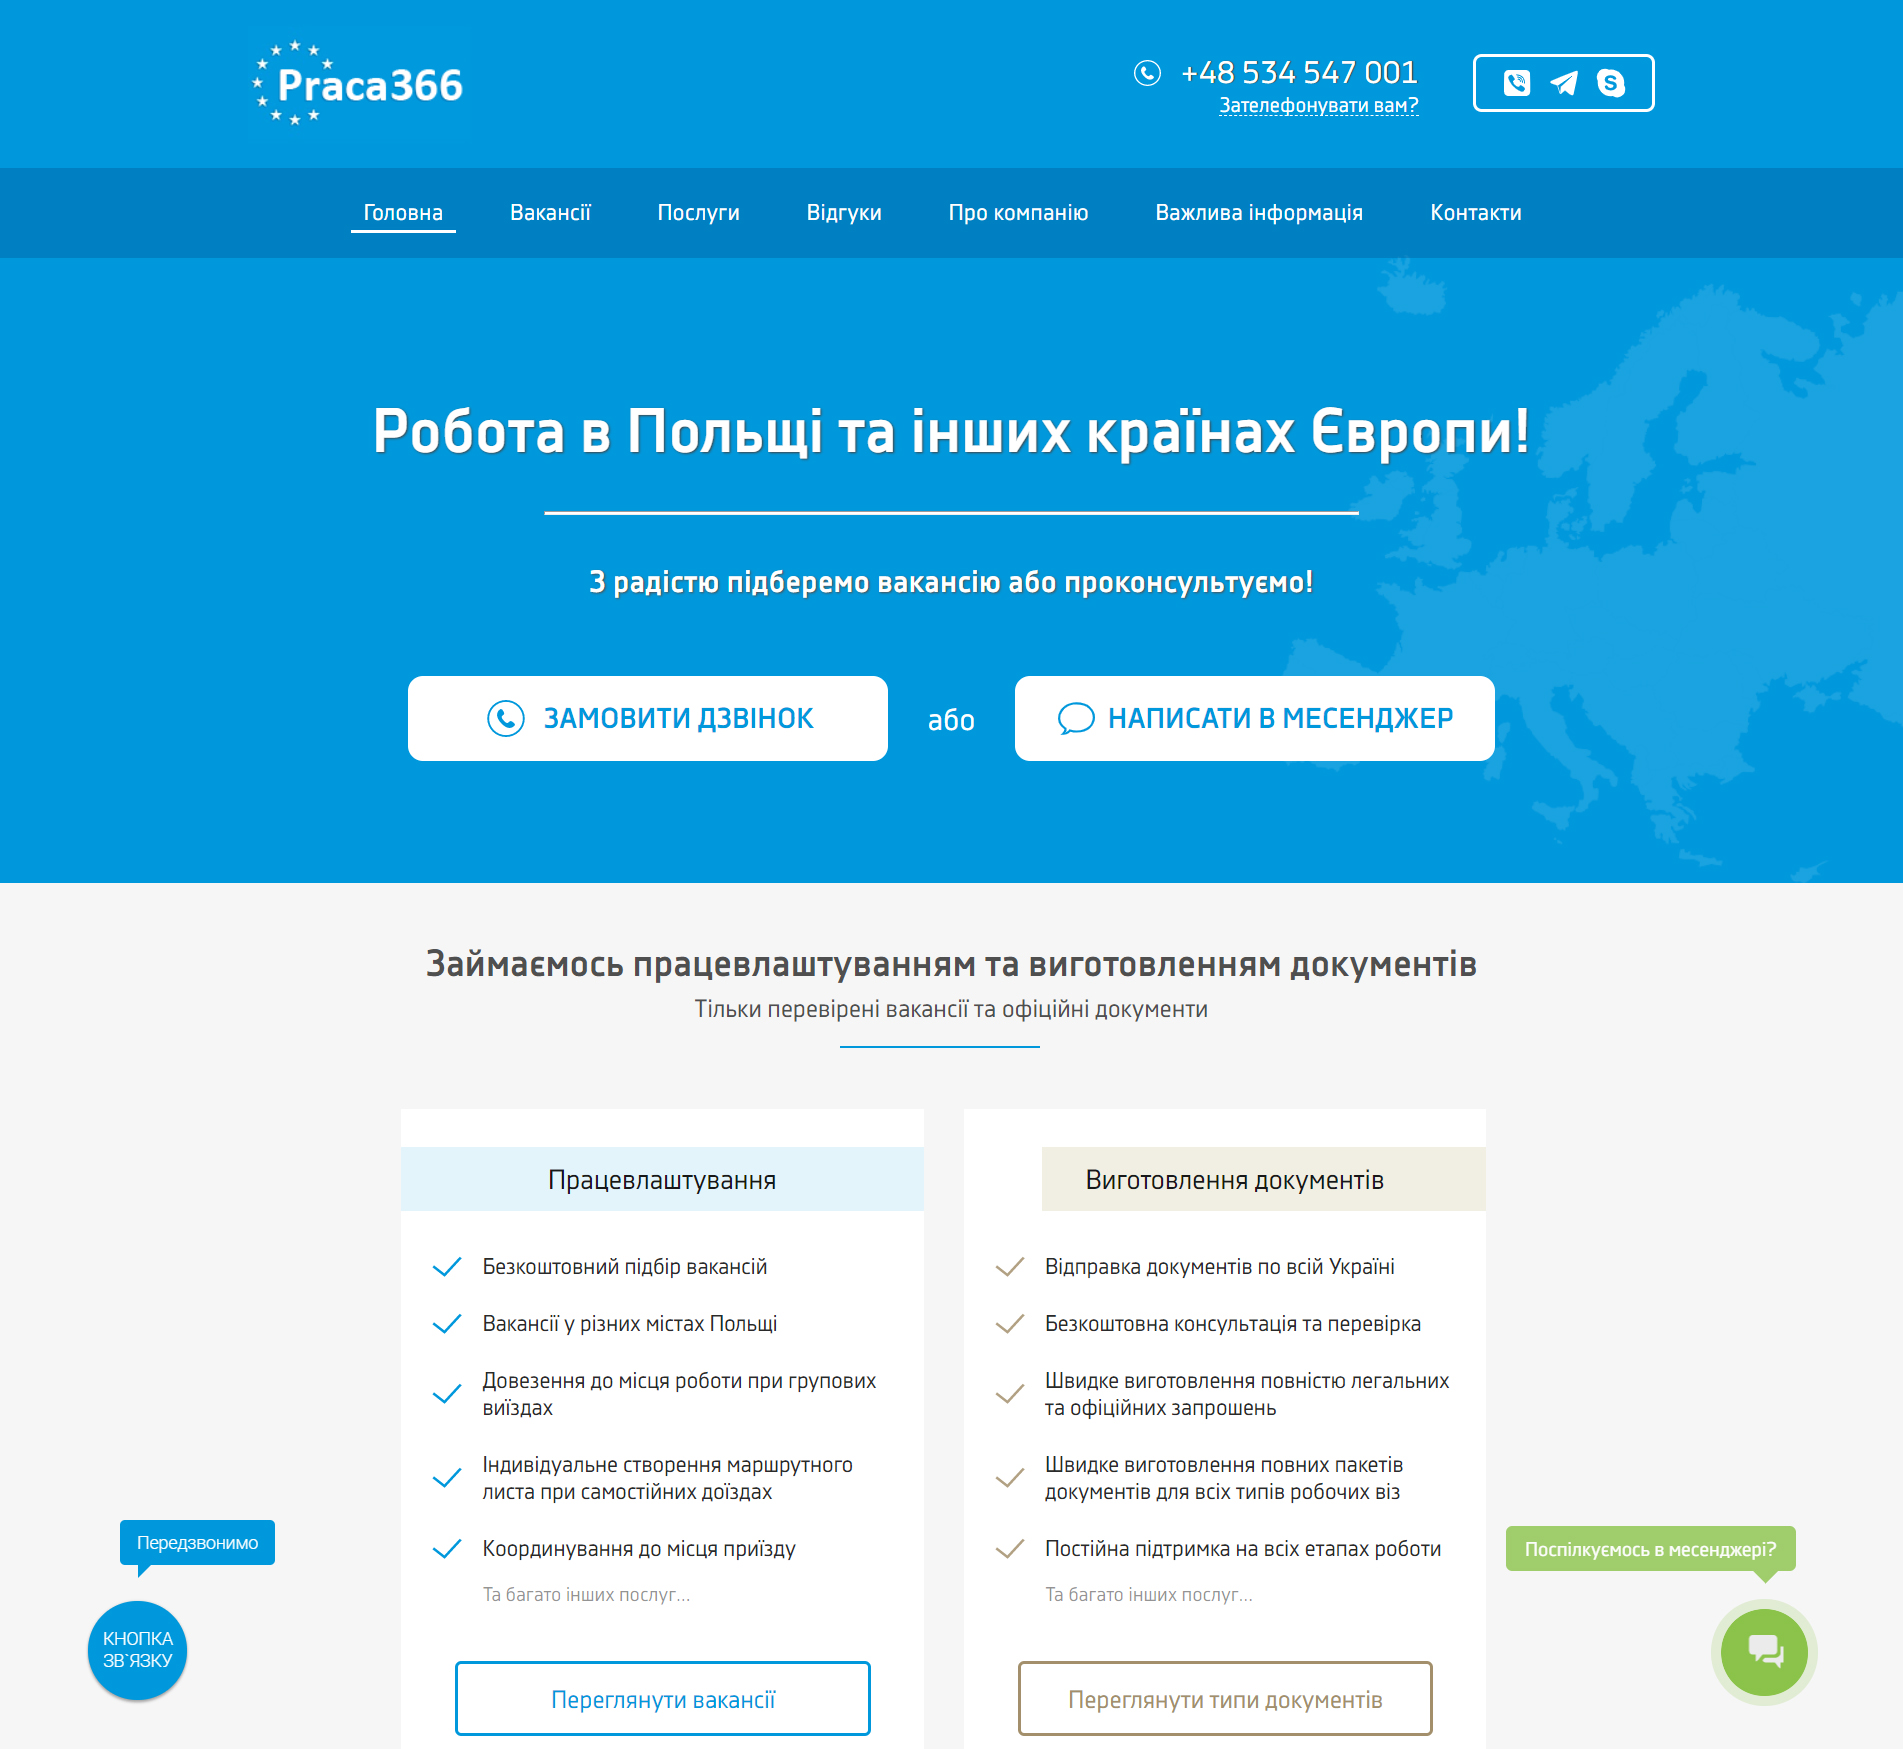 Praca366
+48 534 547 001
Зателефонувати вам?
Головна
Вакансії
Послуги
Відгуки
Про компанію
Важлива інформація
Контакти
Робота в Польщі та інших країнах Європи!
З радістю підберемо вакансію або проконсультуємо!
ЗАМОВИТИ ДЗВІНОК
або
НАПИСАТИ В МЕСЕНДЖЕР
Займаємось працевлаштуванням та виготовленням документів
Тільки перевірені вакансії та офіційні документи
Працевлаштування
Безкоштовний підбір вакансій
Вакансії у різних містах Польщі
Довезення до місця роботи при групових
виїздах
Індивідуальне створення маршрутного
листа при самостійних доїздах
Координування до місця приїзду
Та багато інших послуг...
Переглянути вакансії
Виготовлення документів
Відправка документів по всій Україні
Безкоштовна консультація та перевірка
Швидке виготовлення повністю легальних
та офіційних запрошень
Швидке виготовлення повних пакетів
документів для всіх типів робочих віз
Постійна підтримка на всіх етапах роботи
Та багато інших послуг...
Переглянути типи документів
Передзвонимо
КНОПКА
ЗВ`ЯЗКУ
Поспілкуємось в месенджері?